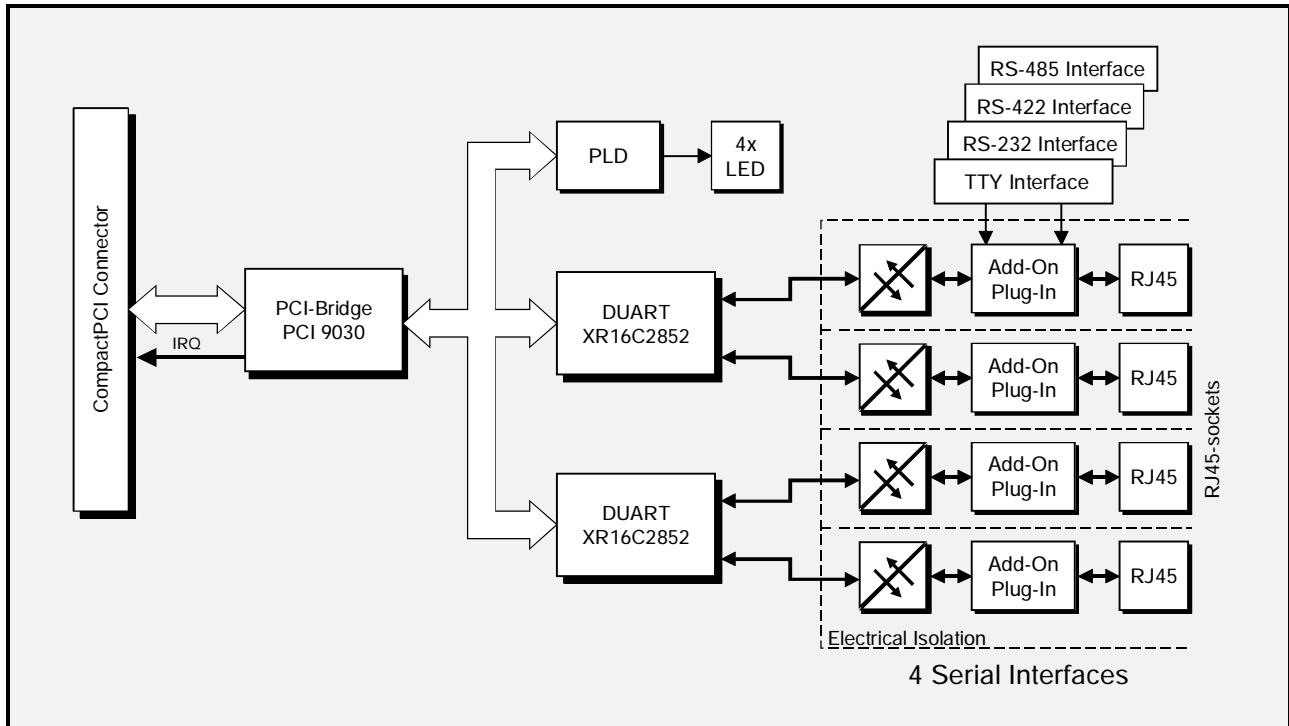 RS-485 Interface
RS-422 Interface
RS-232 Interface
TTY Interface
PLD
4x
LED
CompactPCI Connector
IRQ
PCI-Bridge
PCI 9030
DUART
XR16C2852
Add-On
Plug-In
RJ45
Add-On
Plug-In
RJ45
DUART
XR16C2852
Add-On
Plug-In
RJ45
Add-On
Plug-In
RJ45
RJ45-sockets
Electrical Isolation
4 Serial Interfaces